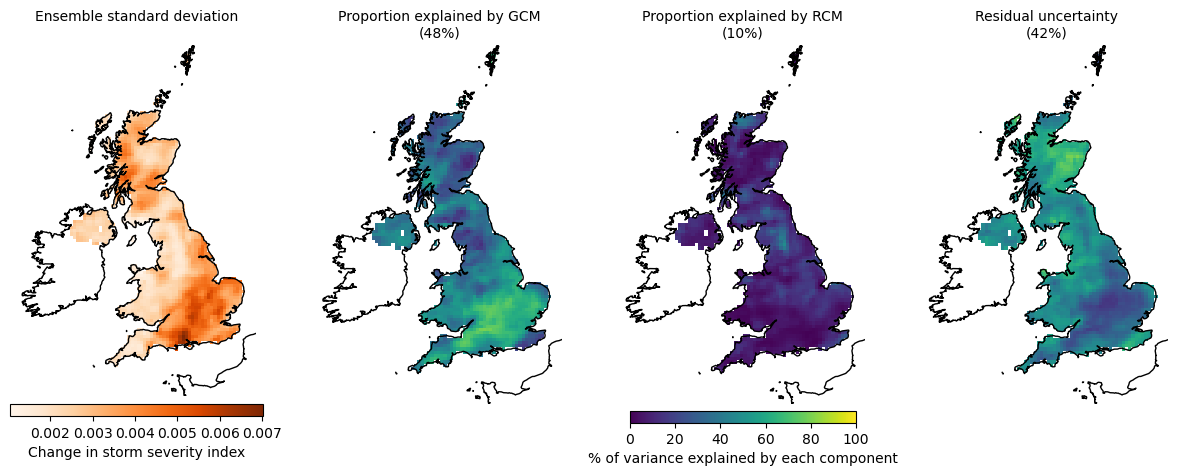 Ensemble standard deviation
Proportion explained by GCM
(48%)
Proportion explained by RCM
(10%)
Residual uncertainty
(42%)
0.002 0.003 0.004 0.005 0.006 0.007
Change in storm severity index
0 20 40 60 80 100
% of variance explained by each component